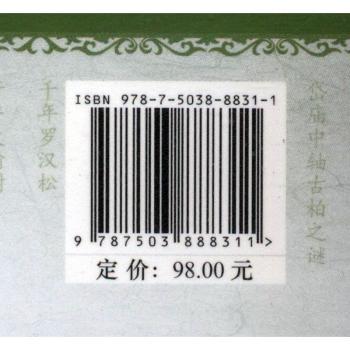 ISBN 978-7-5038-8831-1
9 787503 888311>
定价：98.00元
岱庙中轴古柏之谜
千年罗汉松